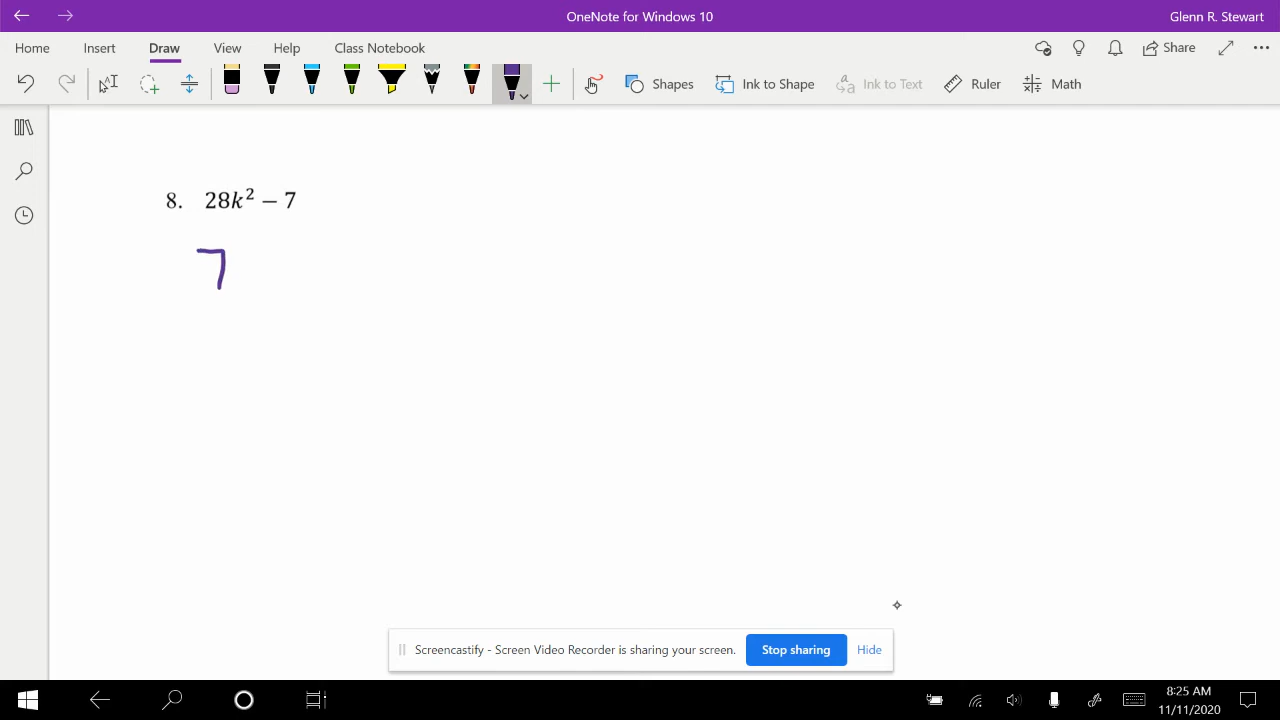 OneNote for Windows 10
Glenn R. Stewart
Home Insert Draw View Help Class Notebook Share
Shapes Ink to Shape Ink to Text Ruler Math
8. 28k² − 7
7
Screencastify - Screen Video Recorder is sharing your screen. Stop sharing Hide
8:25 AM
11/11/2020